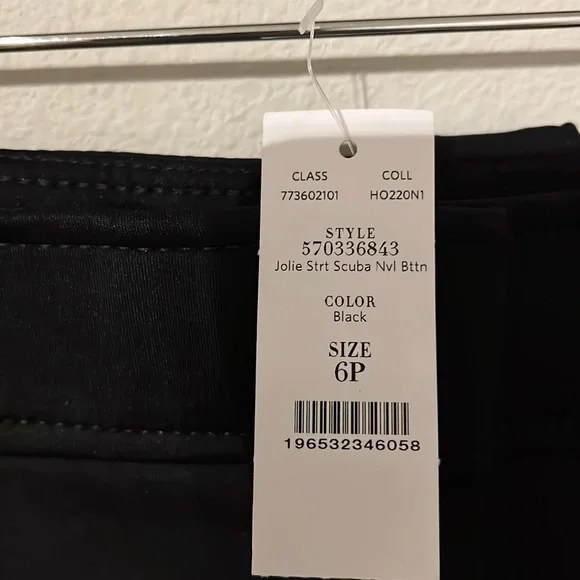 CLASS COLL
773602101 HO220N1
STYLE
570336843
Jolie Strt Scuba Nvl Bttn
COLOR
Black
SIZE
6P
196532346058